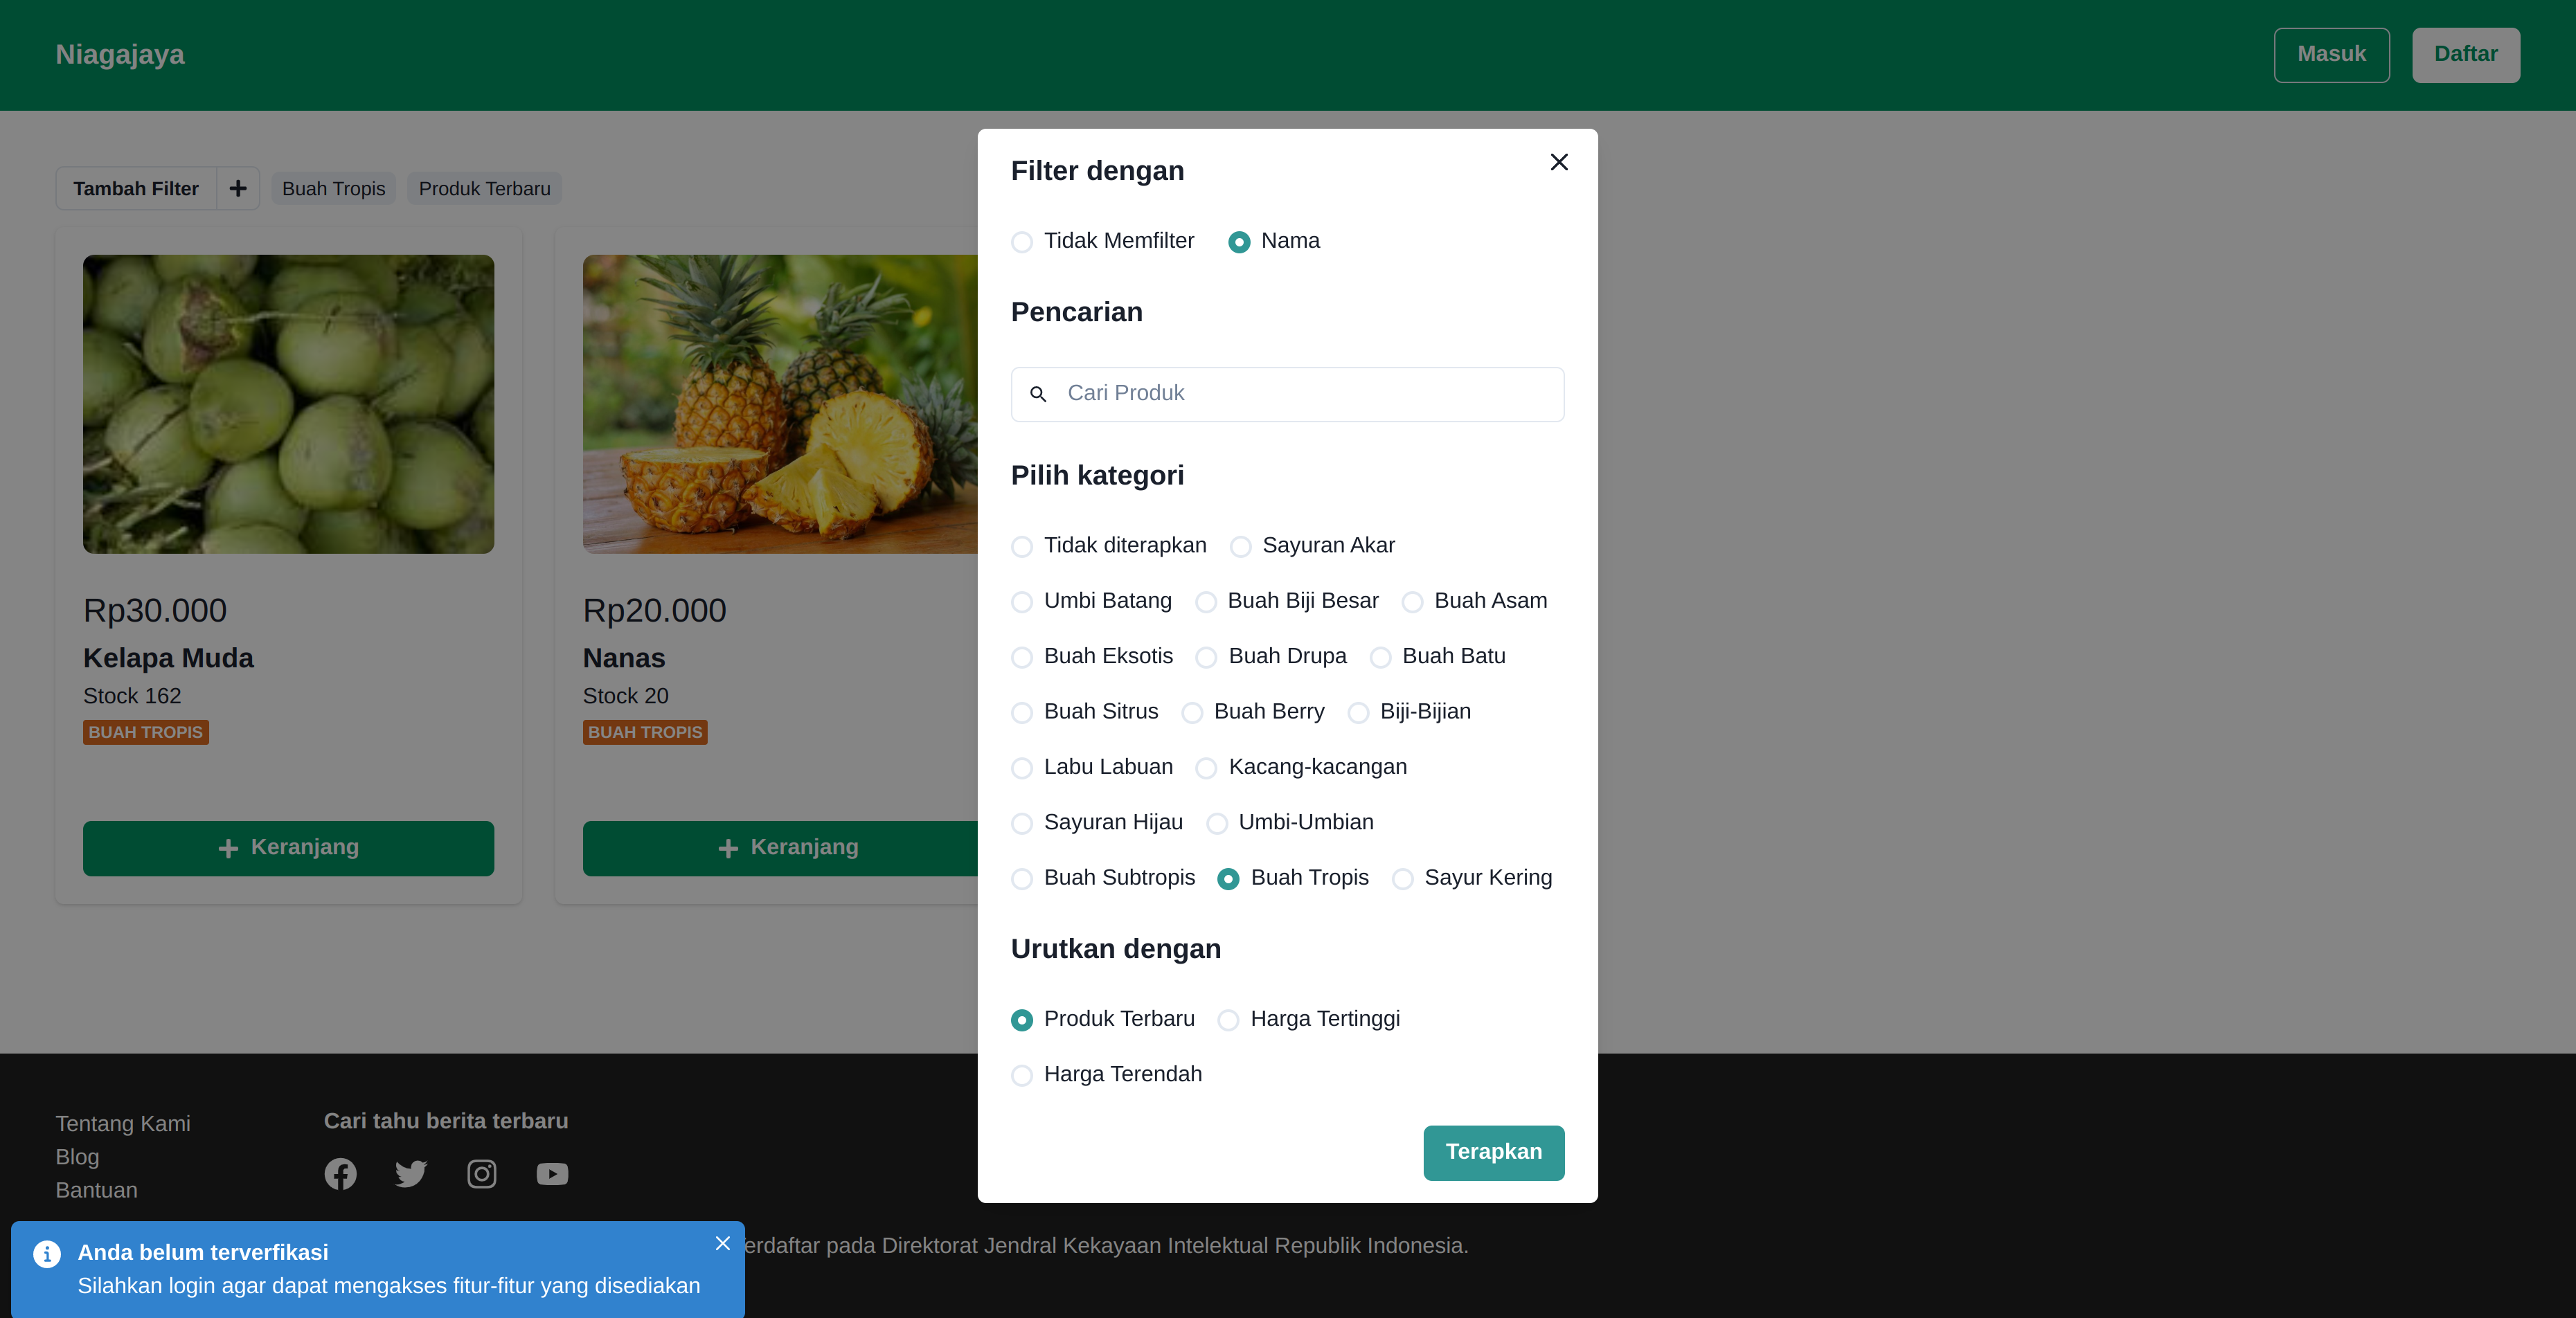 Niagajaya
Masuk
Daftar
Tambah Filter
Buah Tropis
Produk Terbaru
Rp30.000
Kelapa Muda
Stock 162
BUAH TROPIS
Keranjang
Rp20.000
Nanas
Stock 20
BUAH TROPIS
Keranjang
Filter dengan
Tidak Memfilter
Nama
Pencarian
Cari Produk
Pilih kategori
Tidak diterapkan
Sayuran Akar
Umbi Batang
Buah Biji Besar
Buah Asam
Buah Eksotis
Buah Drupa
Buah Batu
Buah Sitrus
Buah Berry
Biji-Bijian
Labu Labuan
Kacang-kacangan
Sayuran Hijau
Umbi-Umbian
Buah Subtropis
Buah Tropis
Sayur Kering
Urutkan dengan
Produk Terbaru
Harga Tertinggi
Harga Terendah
Terapkan
Tentang Kami
Blog
Bantuan
Cari tahu berita terbaru
pada Direktorat Jendral Kekayaan Intelektual Republik Indonesia.
Anda belum terverfikasi
Silahkan login agar dapat mengakses fitur-fitur yang disediakan